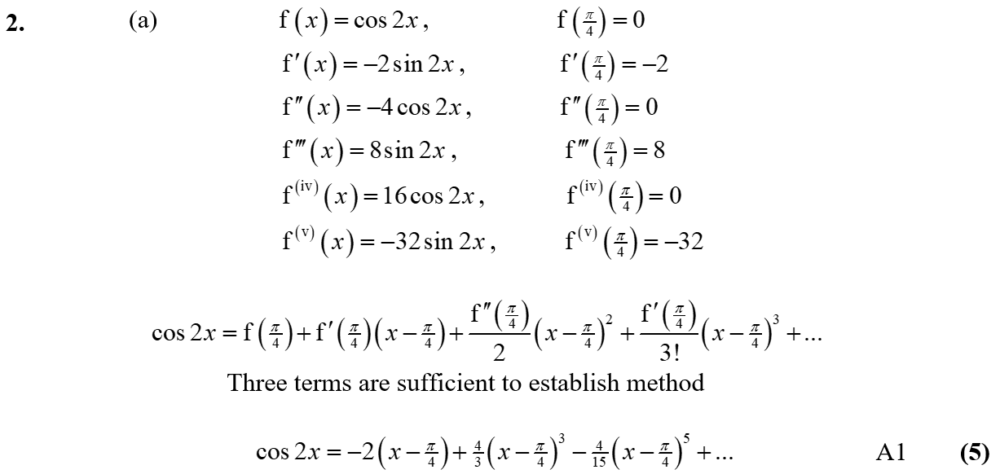 2. (a) f(x) = cos 2x, f(π/4) = 0
f′(x) = −2 sin 2x, f′(π/4) = −2
f″(x) = −4 cos 2x, f″(π/4) = 0
f‴(x) = 8 sin 2x, f‴(π/4) = 8
f⁽ⁱᵛ⁾(x) = 16 cos 2x, f⁽ⁱᵛ⁾(π/4) = 0
f⁽ᵛ⁾(x) = −32 sin 2x, f⁽ᵛ⁾(π/4) = −32
cos 2x = f(π/4) + f′(π/4)(x − π/4) + f″(π/4)/2 (x − π/4)² + f′(π/4)/3! (x − π/4)³ + ...
Three terms are sufficient to establish method
cos 2x = −2(x − π/4) + 4/3 (x − π/4)³ − 4/15 (x − π/4)⁵ + ... A1 (5)